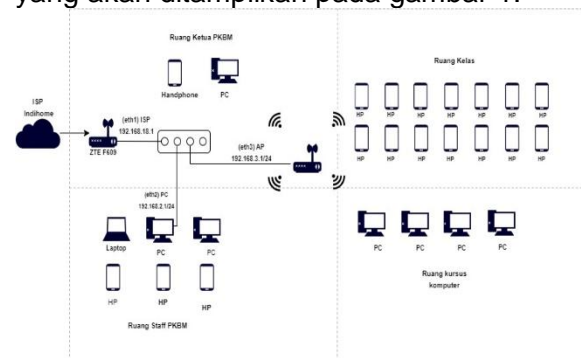 yang akan ditampilkan pada gambar 1.
Ruang Ketua PKBM
Handphone
PC
Ruang Kelas
ISP
Indihome
(eth1) ISP
192.168.18.1
ZTE F609
(eth3) AP
192.168.3.1/24
HP HP HP HP HP HP HP
HP HP HP HP HP HP HP
(eth2) PC
192.168.2.1/24
Laptop
PC
PC
HP
HP
HP
Ruang Staff PKBM
PC
PC
PC
PC
Ruang kursus
komputer